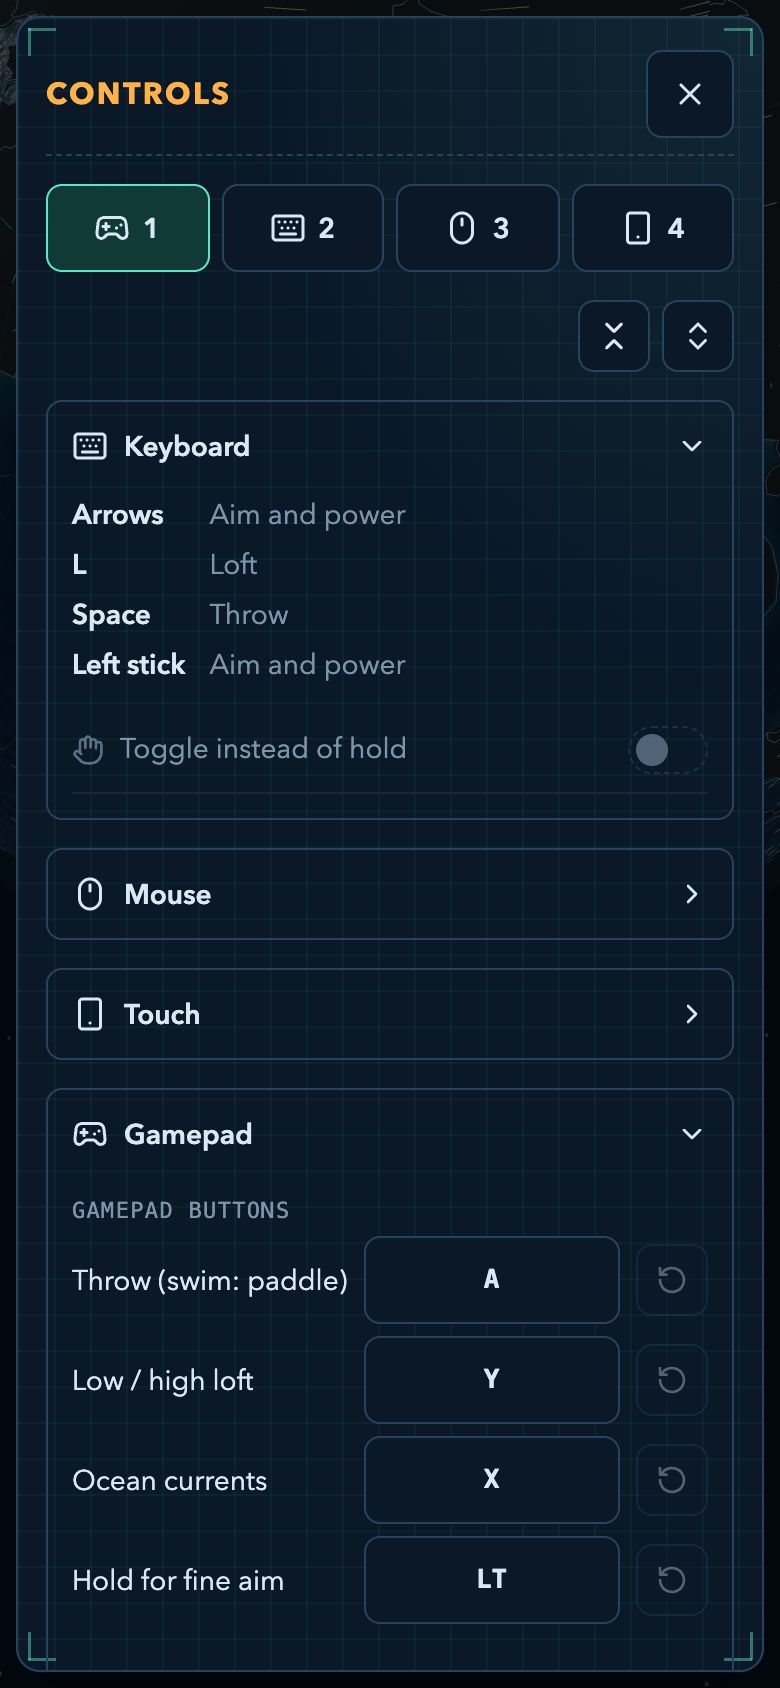 CONTROLS
1 2 3 4
Keyboard
Arrows Aim and power
L Loft
Space Throw
Left stick Aim and power
Toggle instead of hold
Mouse
Touch
Gamepad
GAMEPAD BUTTONS
Throw (swim: paddle) A
Low / high loft Y
Ocean currents X
Hold for fine aim LT